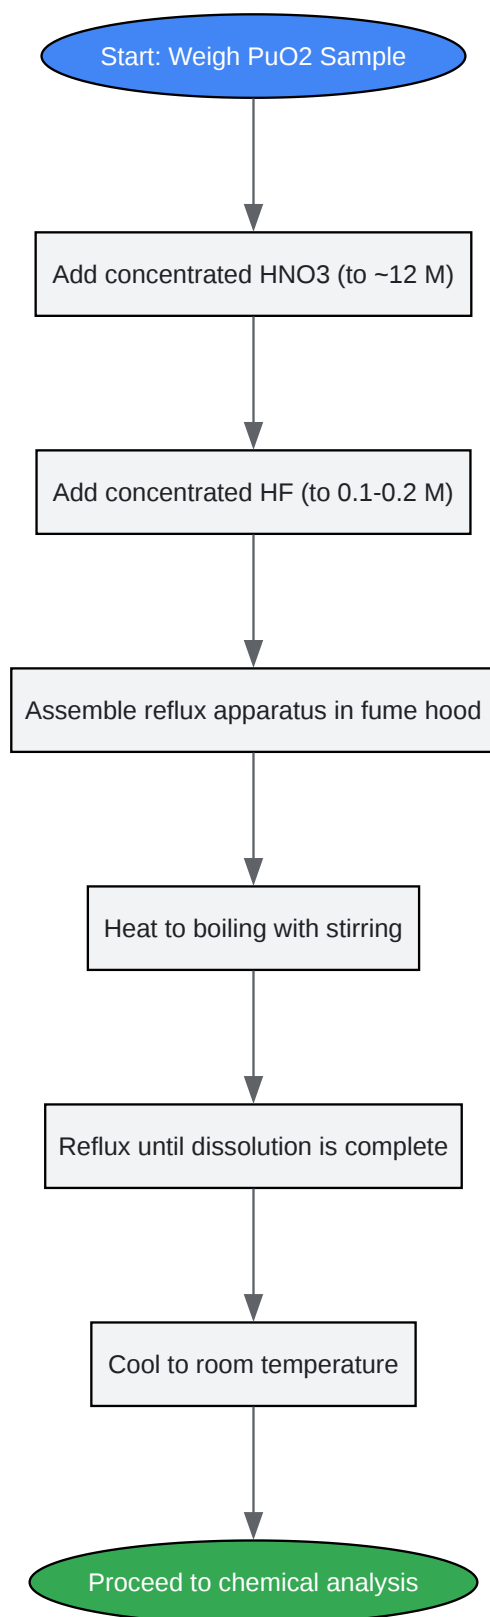 Start: Weigh PuO2 Sample
Add concentrated HNO3 (to ~12 M)
Add concentrated HF (to 0.1-0.2 M)
Assemble reflux apparatus in fume hood
Heat to boiling with stirring
Reflux until dissolution is complete
Cool to room temperature
Proceed to chemical analysis